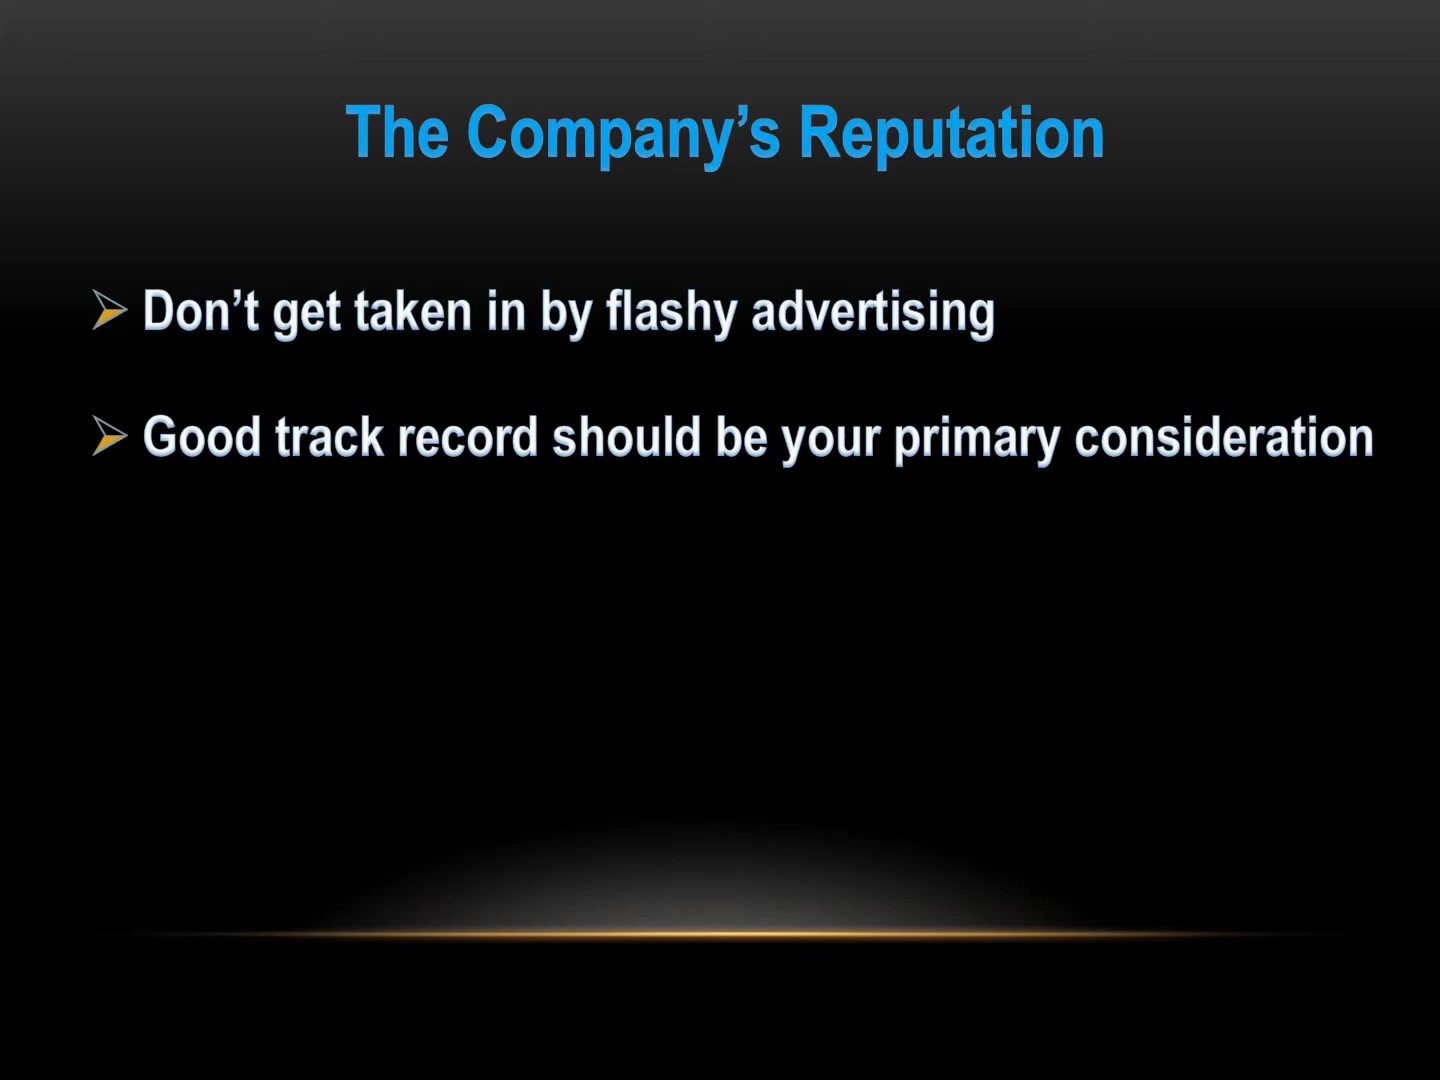 The Company’s Reputation
Don’t get taken in by flashy advertising
Good track record should be your primary consideration